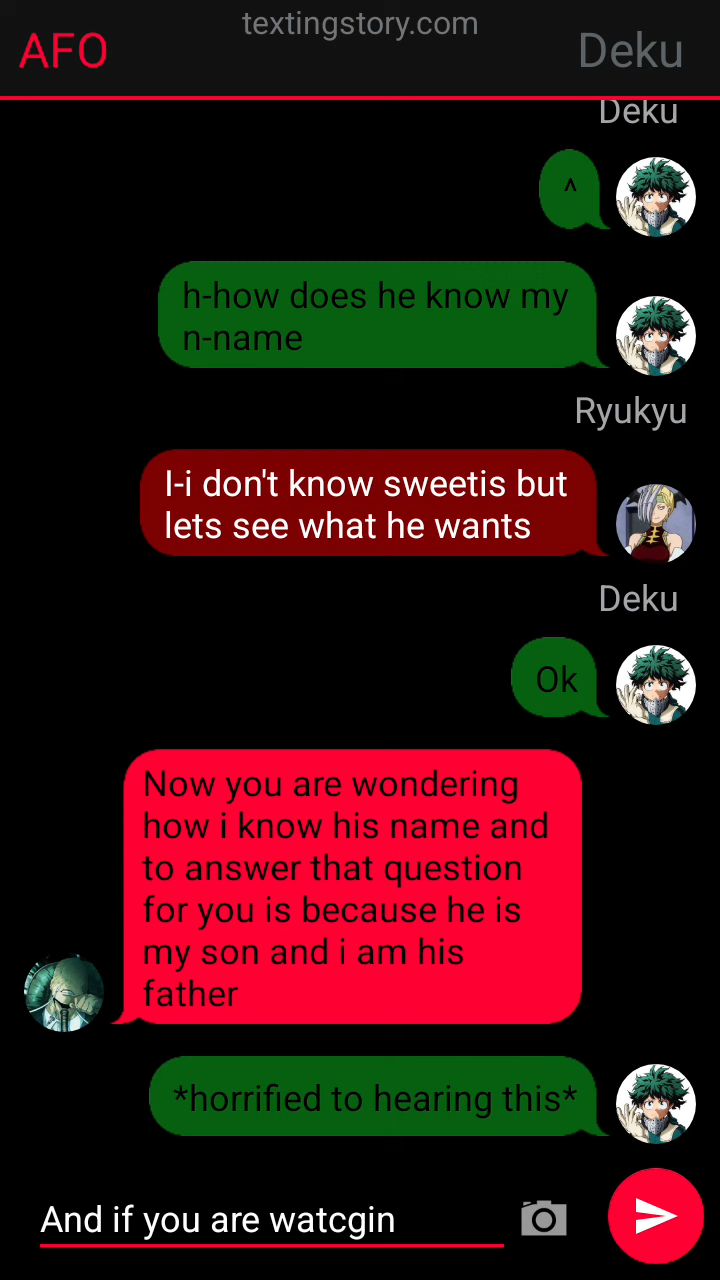 textingstory.com
AFO
Deku
Deku
^
h-how does he know my
n-name
Ryukyu
I-i don't know sweetis but
lets see what he wants
Deku
Ok
Now you are wondering
how i know his name and
to answer that question
for you is because he is
my son and i am his
father
*horrified to hearing this*
And if you are watcgin